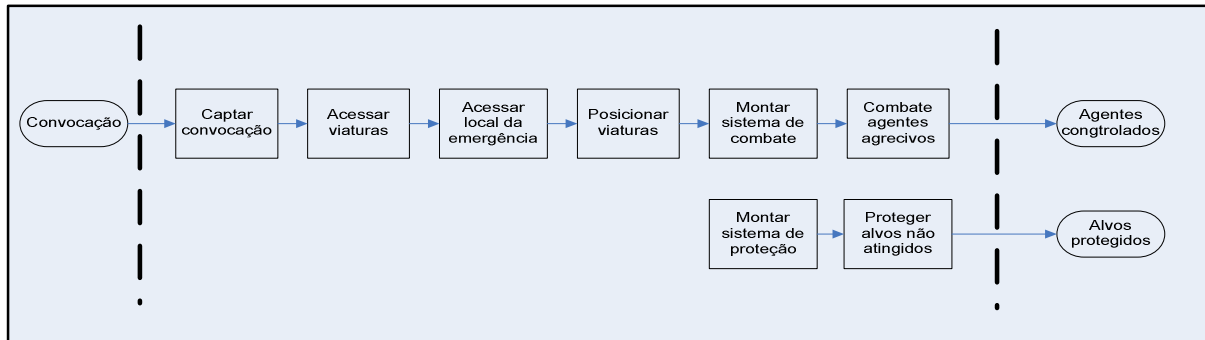 Convocação
Captar
convocação
Acessar
viaturas
Acessar
local da
emergência
Posicionar
viaturas
Montar
sistema de
combate
Combate
agentes
agrecivos
Agentes
congtrolados
Montar
sistema de
proteção
Proteger
alvos não
atingidos
Alvos
protegidos